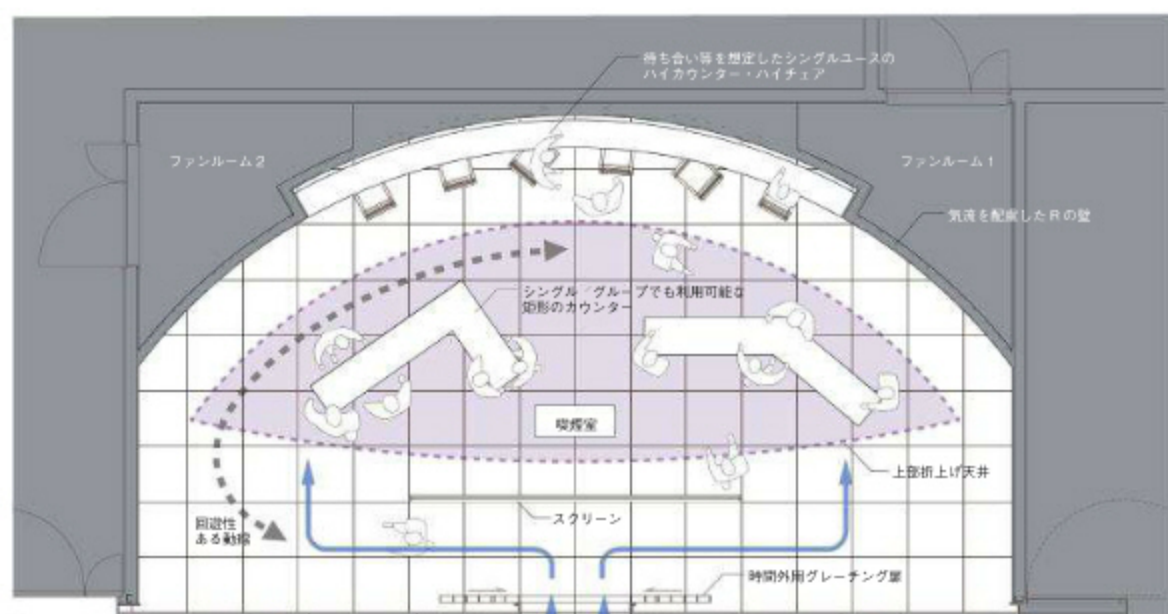 待ち合い等を想定したシングルユースの
ハイカウンター・ハイチェア
ファンルーム2
ファンルーム1
気流を配慮したRの壁
シングル/グループでも利用可能な
矩形のカウンター
喫煙室
上部折上げ天井
スクリーン
回遊性
ある動線
時間外用グレーチング扉